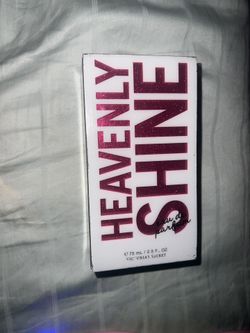 HEAVENLY
SHINE
eau de
parfum
VICTORIA'S SECRET